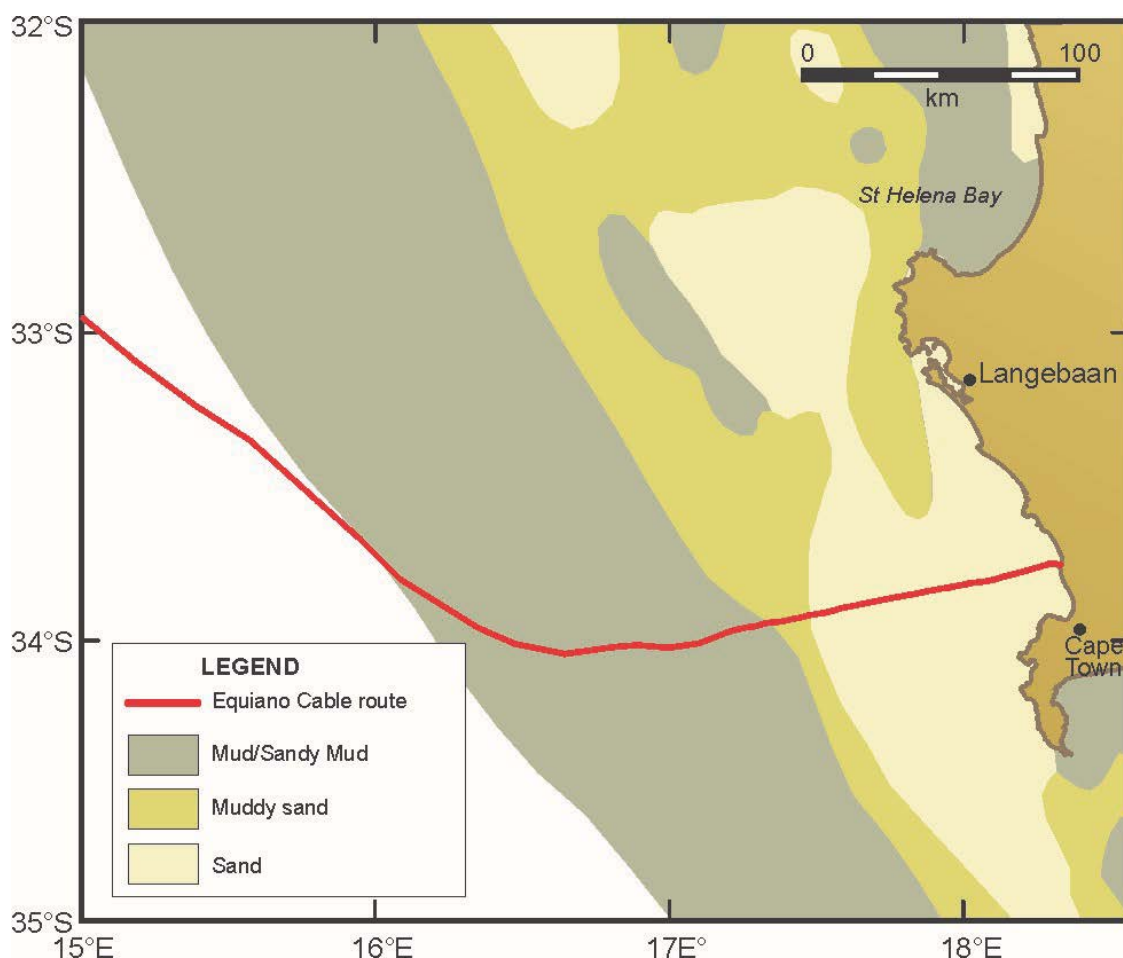 32°S
0 100
km
St Helena Bay
33°S
Langebaan
34°S
Cape
Town
LEGEND
Equiano Cable route
Mud/Sandy Mud
Muddy sand
Sand
35°S
15°E 16°E 17°E° 18°E